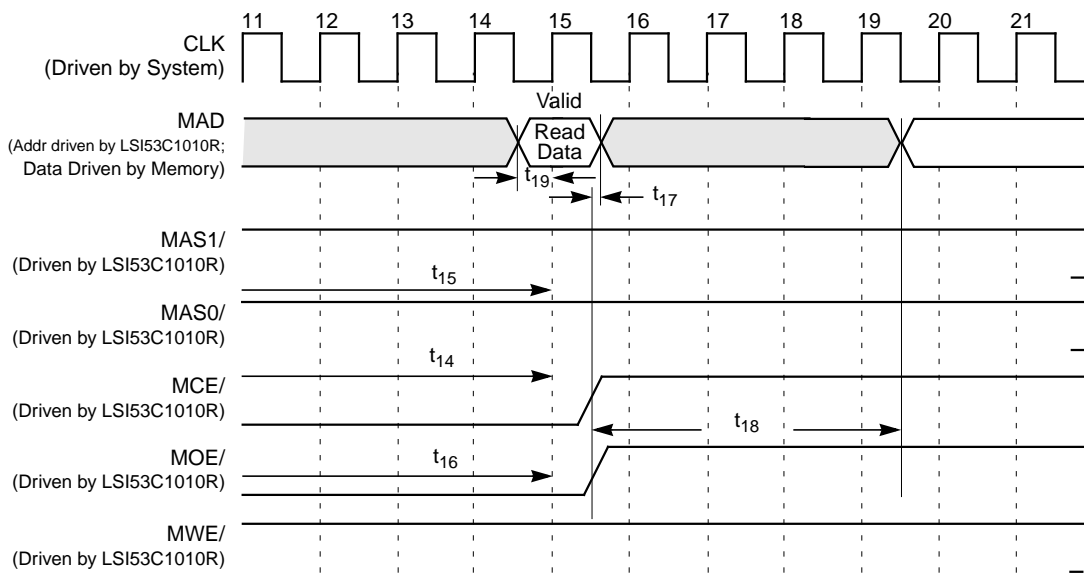 11 12 13 14 15 16 17 18 19 20 21
CLK
(Driven by System)
Valid
MAD
Read
(Addr driven by LSI53C1010R;
Data
Data Driven by Memory)
t19
t17
MAS1/
(Driven by LSI53C1010R)
t15
MAS0/
(Driven by LSI53C1010R)
t14
MCE/
(Driven by LSI53C1010R)
t18
MOE/
t16
(Driven by LSI53C1010R)
MWE/
(Driven by LSI53C1010R)